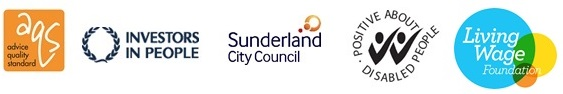 aqs
advice
quality
standard
INVESTORS
IN PEOPLE
Sunderland
City Council
POSITIVE ABOUT
DISABLED PEOPLE
Living
Wage
Foundation